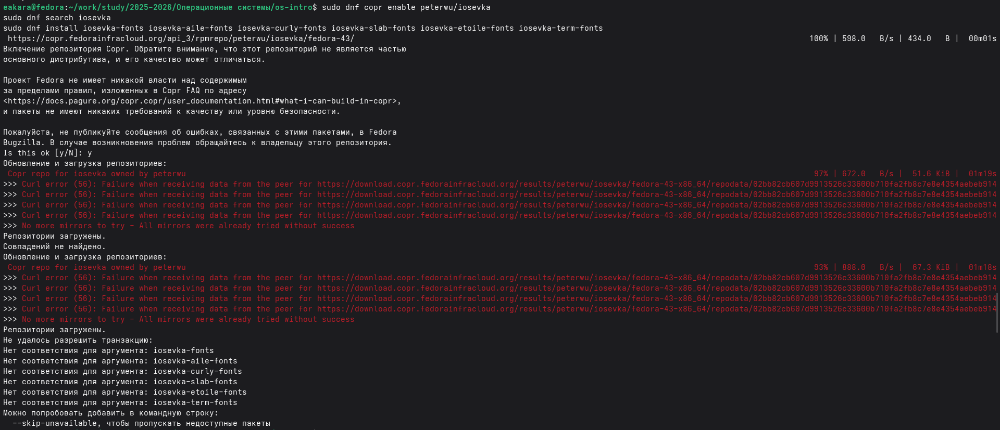 eakara@fedora:~/work/study/2025-2026/Операционные системы/os-intro$ sudo dnf copr enable peterwu/iosevka
sudo dnf search iosevka
sudo dnf install iosevka-fonts iosevka-aile-fonts iosevka-curly-fonts iosevka-slab-fonts iosevka-etoile-fonts iosevka-term-fonts
https://copr.fedorainfracloud.org/api_3/rpmrepo/peterwu/iosevka/fedora-43/ 100% | 598.0 B/s | 434.0 B | 00m01s
Включение репозитория Copr. Обратите внимание, что этот репозиторий не является частью
основного дистрибутива, и его качество может отличаться.

Проект Fedora не имеет никакой власти над содержимым
за пределами правил, изложенных в Copr FAQ по адресу
<https://docs.pagure.org/copr.copr/user_documentation.html#what-i-can-build-in-copr>,
и пакеты не имеют никаких требований к качеству или уровню безопасности.

Пожалуйста, не публикуйте сообщения об ошибках, связанных с этими пакетами, в Fedora
Bugzilla. В случае возникновения проблем обращайтесь к владельцу этого репозитория.
Is this ok [y/N]: y
Обновление и загрузка репозиториев:
Copr repo for iosevka owned by peterwu 97% | 672.0 B/s | 51.6 KiB | 01m19s
>>> Curl error (56): Failure when receiving data from the peer for https://download.copr.fedorainfracloud.org/results/peterwu/iosevka/fedora-43-x86_64/repodata/02bb82cb607d9913526c33600b710fa2fb8c7e8e4354aebeb914
>>> Curl error (56): Failure when receiving data from the peer for https://download.copr.fedorainfracloud.org/results/peterwu/iosevka/fedora-43-x86_64/repodata/02bb82cb607d9913526c33600b710fa2fb8c7e8e4354aebeb914
>>> Curl error (56): Failure when receiving data from the peer for https://download.copr.fedorainfracloud.org/results/peterwu/iosevka/fedora-43-x86_64/repodata/02bb82cb607d9913526c33600b710fa2fb8c7e8e4354aebeb914
>>> Curl error (56): Failure when receiving data from the peer for https://download.copr.fedorainfracloud.org/results/peterwu/iosevka/fedora-43-x86_64/repodata/02bb82cb607d9913526c33600b710fa2fb8c7e8e4354aebeb914
>>> No more mirrors to try - All mirrors were already tried without success
Репозитории загружены.
Совпадений не найдено.
Обновление и загрузка репозиториев:
Copr repo for iosevka owned by peterwu 93% | 888.0 B/s | 67.3 KiB | 01m18s
>>> Curl error (56): Failure when receiving data from the peer for https://download.copr.fedorainfracloud.org/results/peterwu/iosevka/fedora-43-x86_64/repodata/02bb82cb607d9913526c33600b710fa2fb8c7e8e4354aebeb914
>>> Curl error (56): Failure when receiving data from the peer for https://download.copr.fedorainfracloud.org/results/peterwu/iosevka/fedora-43-x86_64/repodata/02bb82cb607d9913526c33600b710fa2fb8c7e8e4354aebeb914
>>> Curl error (56): Failure when receiving data from the peer for https://download.copr.fedorainfracloud.org/results/peterwu/iosevka/fedora-43-x86_64/repodata/02bb82cb607d9913526c33600b710fa2fb8c7e8e4354aebeb914
>>> Curl error (56): Failure when receiving data from the peer for https://download.copr.fedorainfracloud.org/results/peterwu/iosevka/fedora-43-x86_64/repodata/02bb82cb607d9913526c33600b710fa2fb8c7e8e4354aebeb914
>>> No more mirrors to try - All mirrors were already tried without success
Репозитории загружены.
Не удалось разрешить транзакцию:
Нет соответствия для аргумента: iosevka-fonts
Нет соответствия для аргумента: iosevka-aile-fonts
Нет соответствия для аргумента: iosevka-curly-fonts
Нет соответствия для аргумента: iosevka-slab-fonts
Нет соответствия для аргумента: iosevka-etoile-fonts
Нет соответствия для аргумента: iosevka-term-fonts
Можно попробовать добавить в командную строку:
--skip-unavailable, чтобы пропускать недоступные пакеты